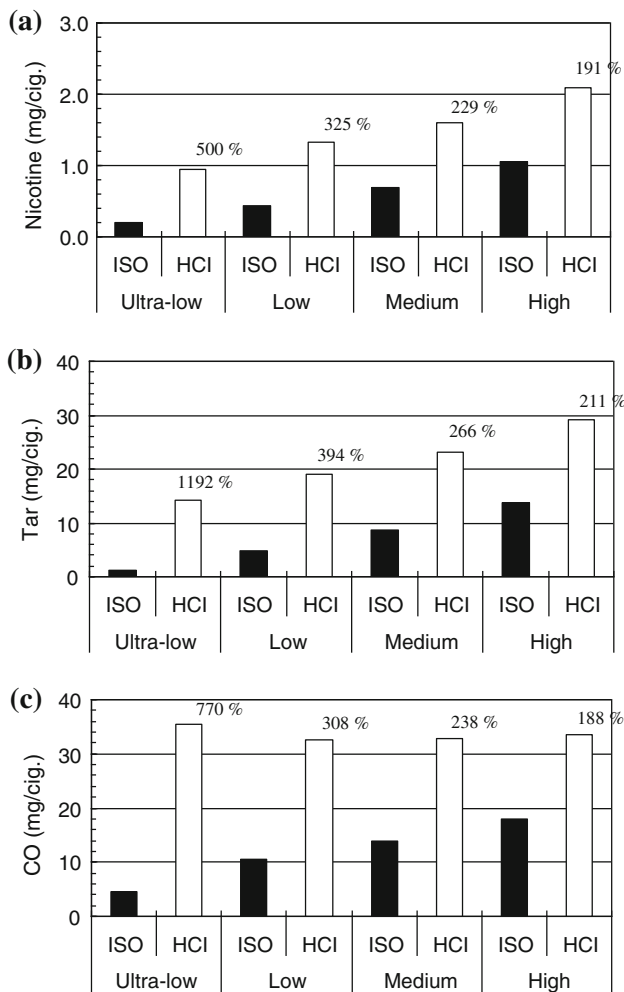 (a)
3.0
2.0
1.0
0.0
Nicotine (mg/cig.)
500 %
325 %
229 %
191 %
ISO HCI ISO HCI ISO HCI ISO HCI
Ultra-low Low Medium High
(b)
40
30
20
10
0
Tar (mg/cig.)
1192 %
394 %
266 %
211 %
ISO HCI ISO HCI ISO HCI ISO HCI
Ultra-low Low Medium High
(c)
40
30
20
10
0
CO (mg/cig.)
770 %
308 %
238 %
188 %
ISO HCI ISO HCI ISO HCI ISO HCI
Ultra-low Low Medium High